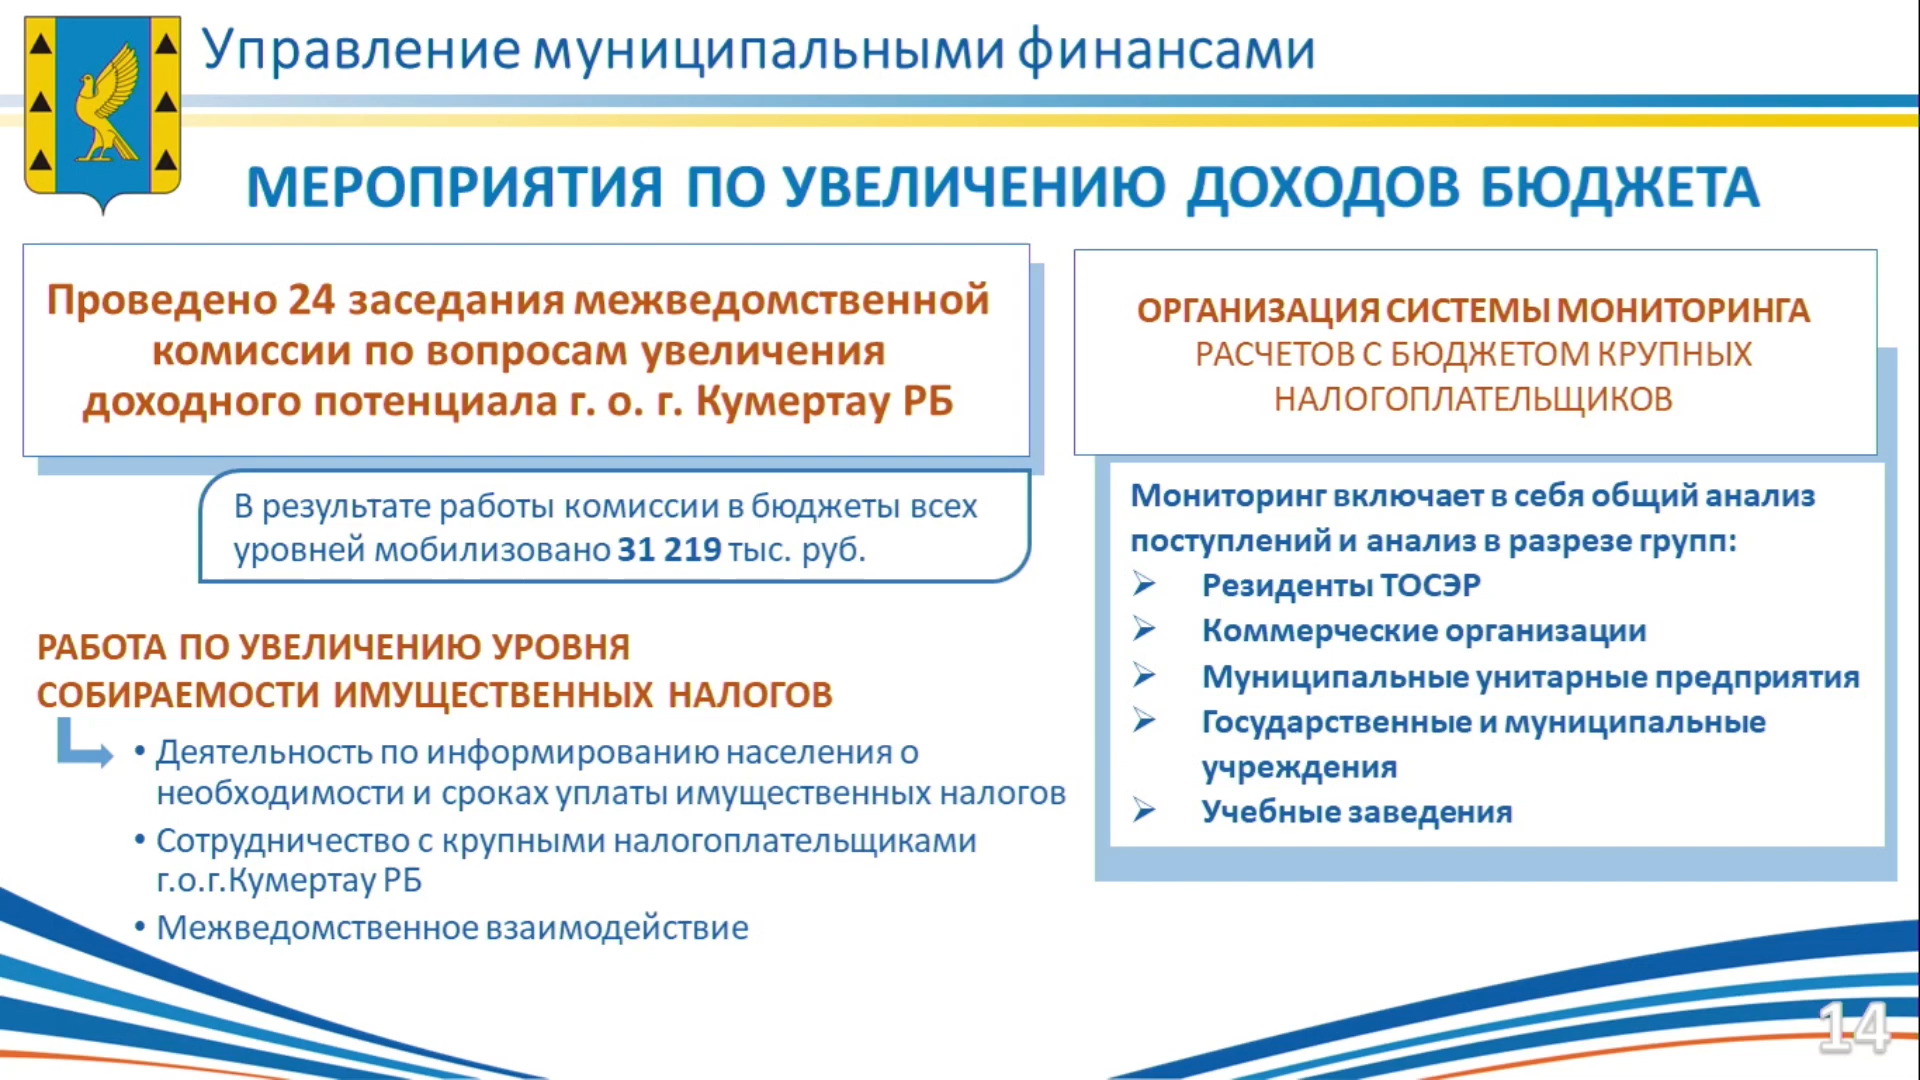 Управление муниципальными финансами
МЕРОПРИЯТИЯ ПО УВЕЛИЧЕНИЮ ДОХОДОВ БЮДЖЕТА
Проведено 24 заседания межведомственной
комиссии по вопросам увеличения
доходного потенциала г. о. г. Кумертау РБ
В результате работы комиссии в бюджеты всех
уровней мобилизовано 31 219 тыс. руб.
РАБОТА ПО УВЕЛИЧЕНИЮ УРОВНЯ
СОБИРАЕМОСТИ ИМУЩЕСТВЕННЫХ НАЛОГОВ
• Деятельность по информированию населения о
необходимости и сроках уплаты имущественных налогов
• Сотрудничество с крупными налогоплательщиками
г.о.г.Кумертау РБ
• Межведомственное взаимодействие
ОРГАНИЗАЦИЯ СИСТЕМЫ МОНИТОРИНГА
РАСЧЕТОВ С БЮДЖЕТОМ КРУПНЫХ
НАЛОГОПЛАТЕЛЬЩИКОВ
Мониторинг включает в себя общий анализ
поступлений и анализ в разрезе групп:
➢ Резиденты ТОСЭР
➢ Коммерческие организации
➢ Муниципальные унитарные предприятия
➢ Государственные и муниципальные
учреждения
➢ Учебные заведения
14